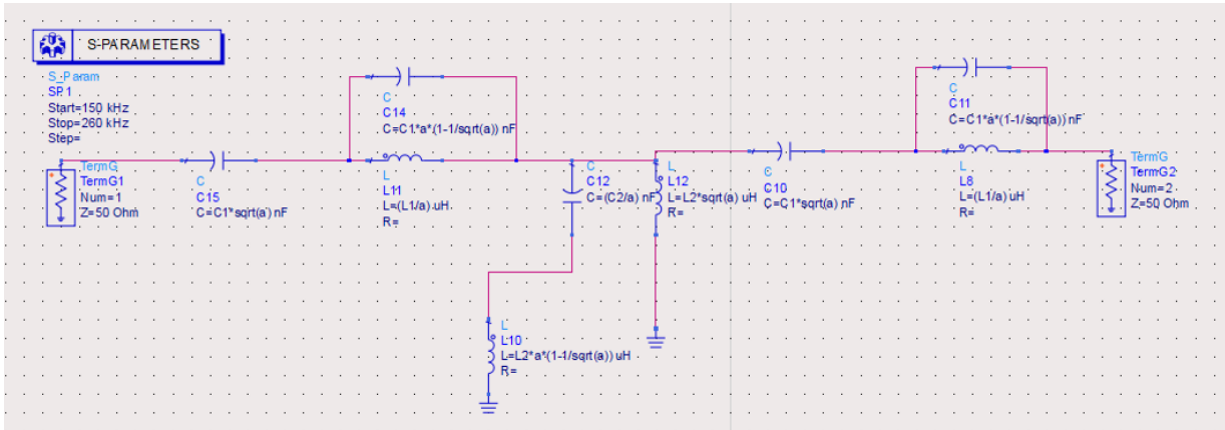 S-PARAMETERS
S_Param
SP1
Start=150 kHz
Stop=260 kHz
Step=
TermG
TermG1
Num=1
Z=50 Ohm
C
C15
C=C1*sqrt(a) nF
C
C14
C=C1*a*(1-1/sqrt(a)) nF
L
L11
L=(L1/a) uH
R=
C
C12
C=(C2/a) nF
L
L12
L=L2*sqrt(a) uH
R=
L
L10
L=L2*a*(1-1/sqrt(a)) uH
R=
C
C10
C=C1*sqrt(a) nF
C
C11
C=C1*a*(1-1/sqrt(a)) nF
L
L8
L=(L1/a) uH
R=
TermG
TermG2
Num=2
Z=50 Ohm